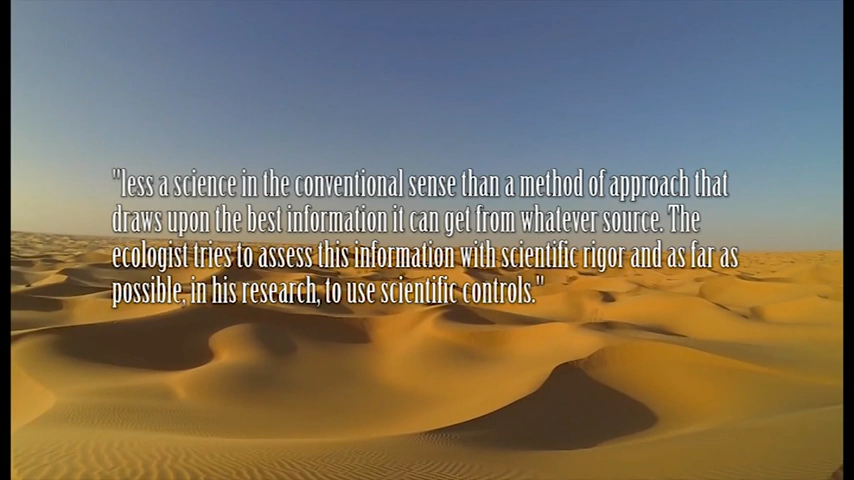 "less a science in the conventional sense than a method of approach that
draws upon the best information it can get from whatever source. The
ecologist tries to assess this information with scientific rigor and as far as
possible, in his research, to use scientific controls."